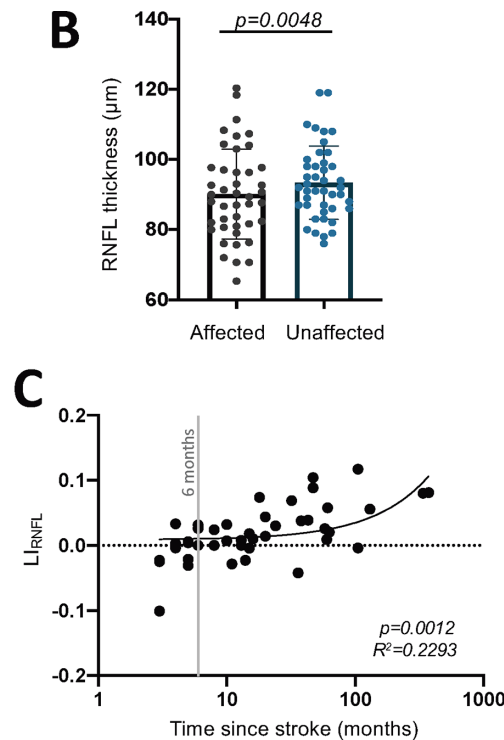 B
p=0.0048
140
120
100
80
60
RNFL thickness (μm)
Affected Unaffected
C
0.2
0.1
0.0
-0.1
-0.2
LI_RNFL
6 months
p=0.0012
R²=0.2293
1 10 100 1000
Time since stroke (months)